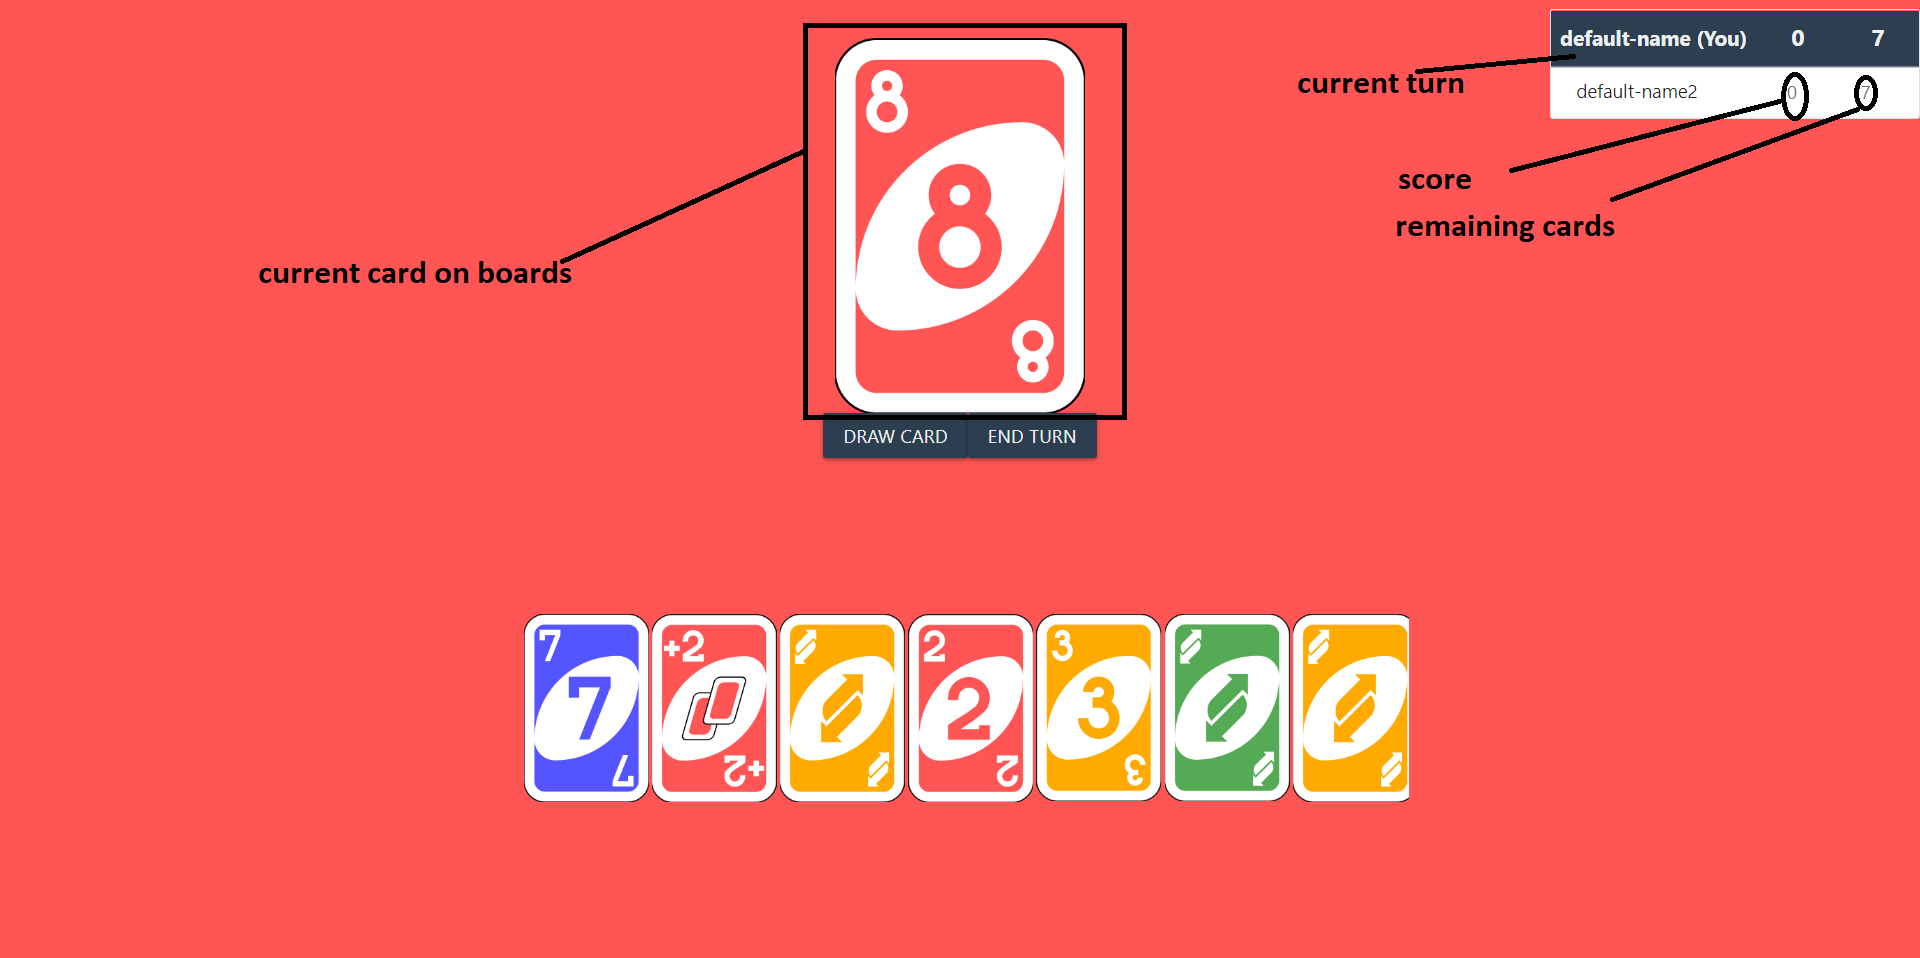 default-name (You) 0 7
current turn
default-name2 0 7
score
remaining cards
current card on boards
8
8
8
DRAW CARD END TURN
7 +2 2 3
7 2 3
7 +2 2 3